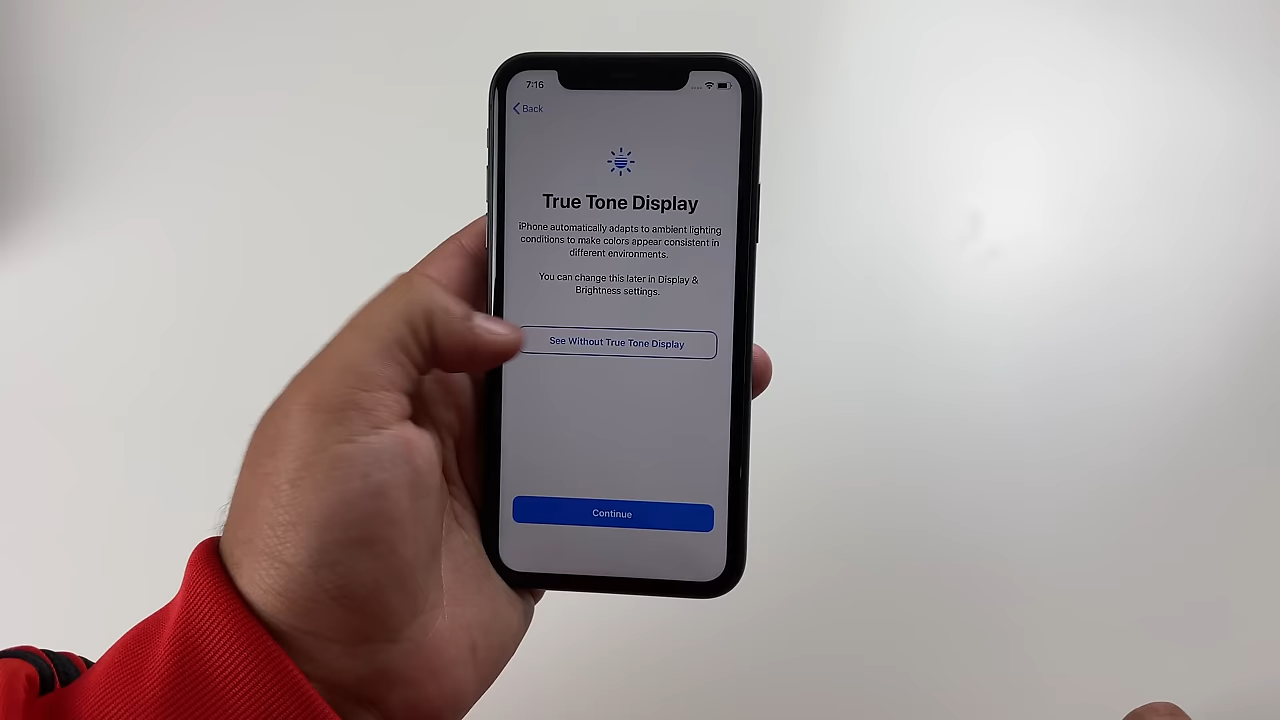 7:16
Back
True Tone Display
iPhone automatically adapts to ambient lighting
conditions to make colors appear consistent in
different environments.
You can change this later in Display &
Brightness settings.
See Without True Tone Display
Continue